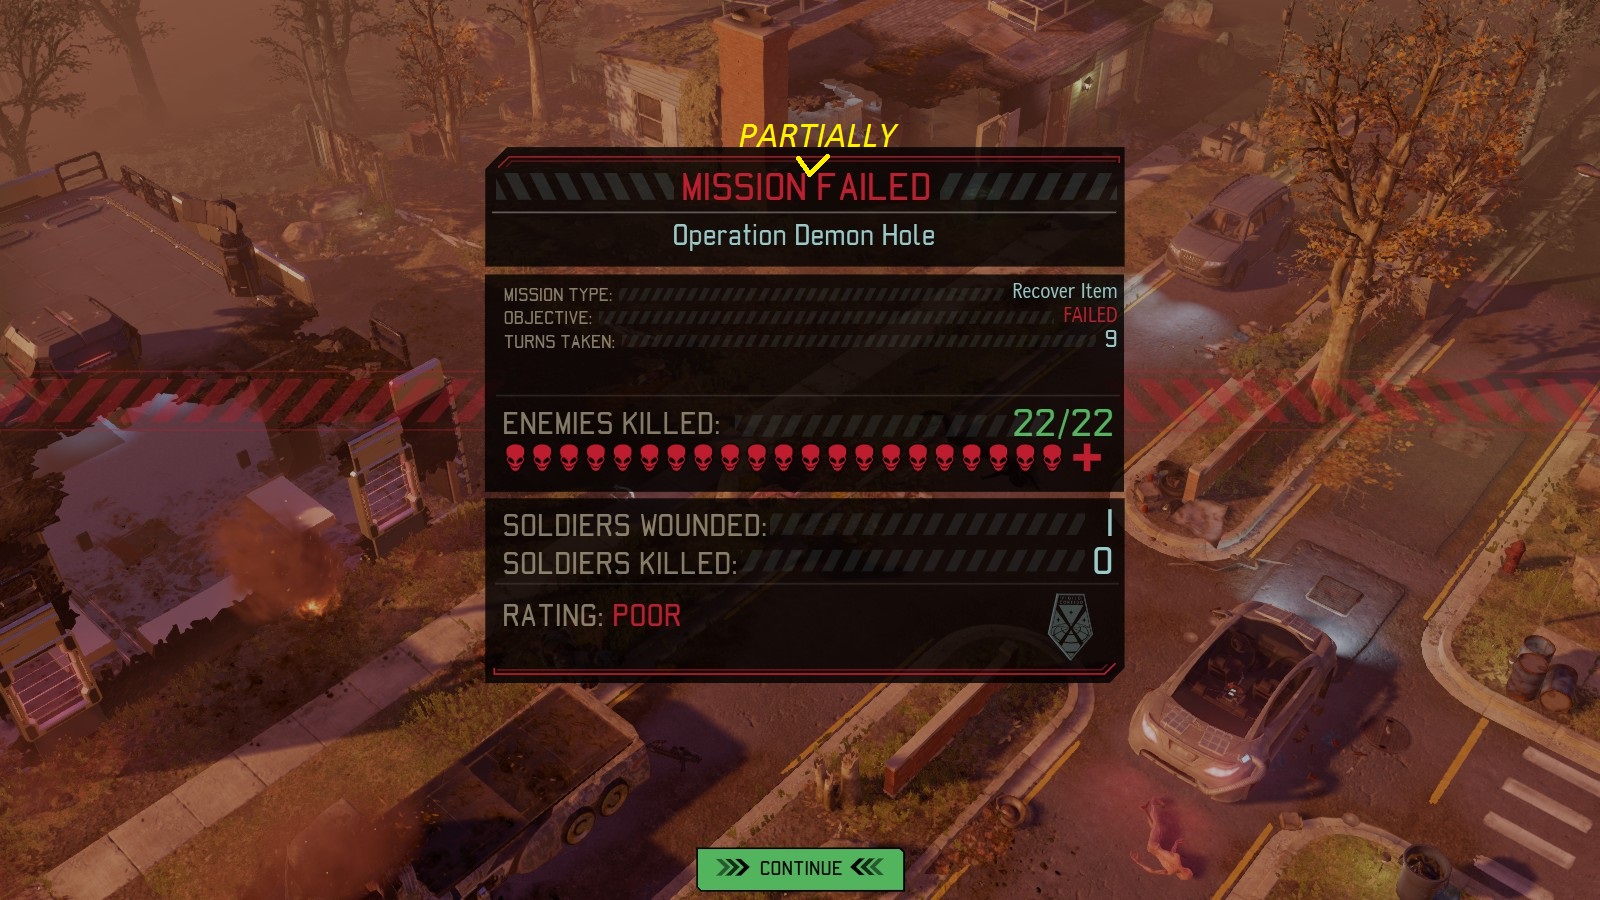 PARTIALLY
MISSION FAILED
Operation Demon Hole
MISSION TYPE: Recover Item
OBJECTIVE: FAILED
TURNS TAKEN: 9
ENEMIES KILLED: 22/22
SOLDIERS WOUNDED: 1
SOLDIERS KILLED: 0
RATING: POOR
CONTINUE